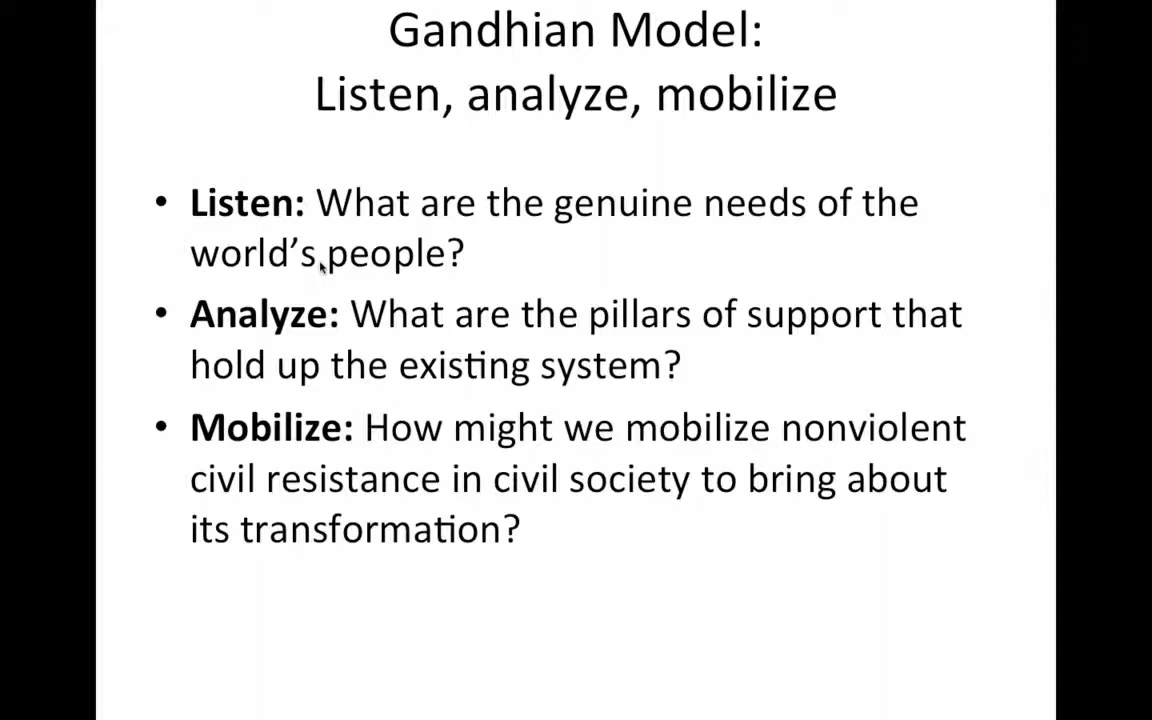 Gandhian Model:
Listen, analyze, mobilize
• Listen: What are the genuine needs of the
world’s people?
• Analyze: What are the pillars of support that
hold up the existing system?
• Mobilize: How might we mobilize nonviolent
civil resistance in civil society to bring about
its transformation?